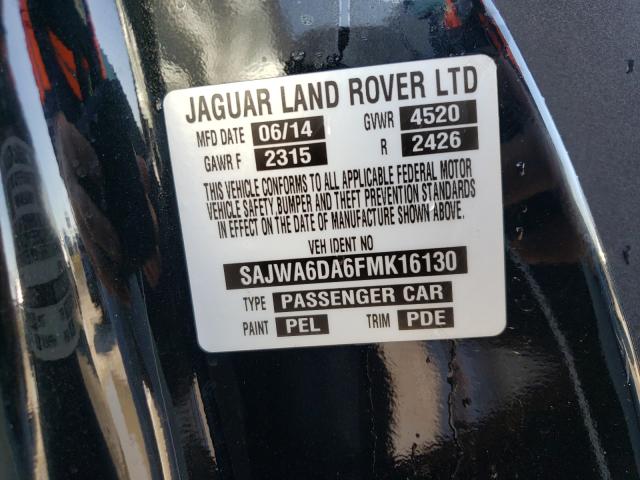 JAGUAR LAND ROVER LTD
MFD DATE 06/14 GVWR 4520
GAWR F 2315 R 2426
THIS VEHICLE CONFORMS TO ALL APPLICABLE FEDERAL MOTOR
VEHICLE SAFETY, BUMPER AND THEFT PREVENTION STANDARDS
IN EFFECT ON THE DATE OF MANUFACTURE SHOWN ABOVE.
VEH IDENT NO
SAJWA6DA6FMK16130
TYPE PASSENGER CAR
PAINT PEL TRIM PDE